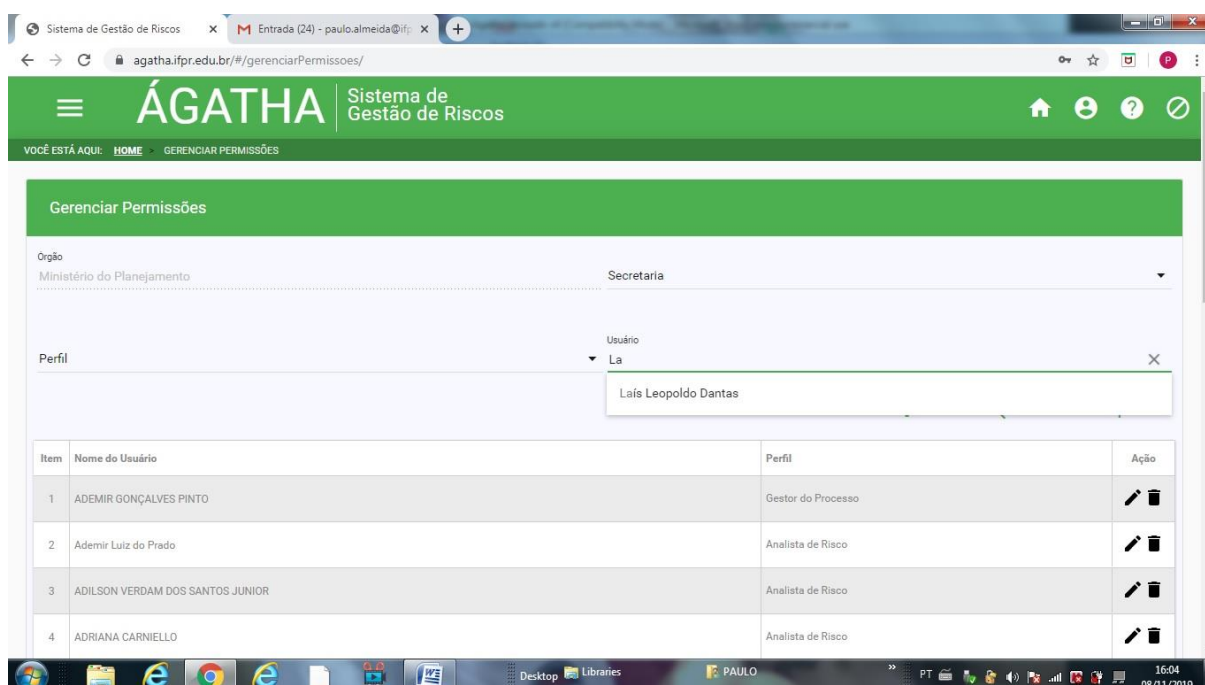 Sistema de Gestão de Riscos
Entrada (24) - paulo.almeida@ifp
agatha.ifpr.edu.br/#/gerenciarPermissoes/
P
ÁGATHA
Sistema de
Gestão de Riscos
VOCÊ ESTÁ AQUI: HOME > GERENCIAR PERMISSÕES
Gerenciar Permissões
Órgão
Ministério do Planejamento
Secretaria
Perfil
Usuário
La
Laís Leopoldo Dantas
Item Nome do Usuário Perfil Ação
1 ADEMIR GONÇALVES PINTO Gestor do Processo
2 Ademir Luiz do Prado Analista de Risco
3 ADILSON VERDAM DOS SANTOS JUNIOR Analista de Risco
4 ADRIANA CARNIELLO Analista de Risco
Desktop Libraries PAULO » PT 16:04
08/11/2019